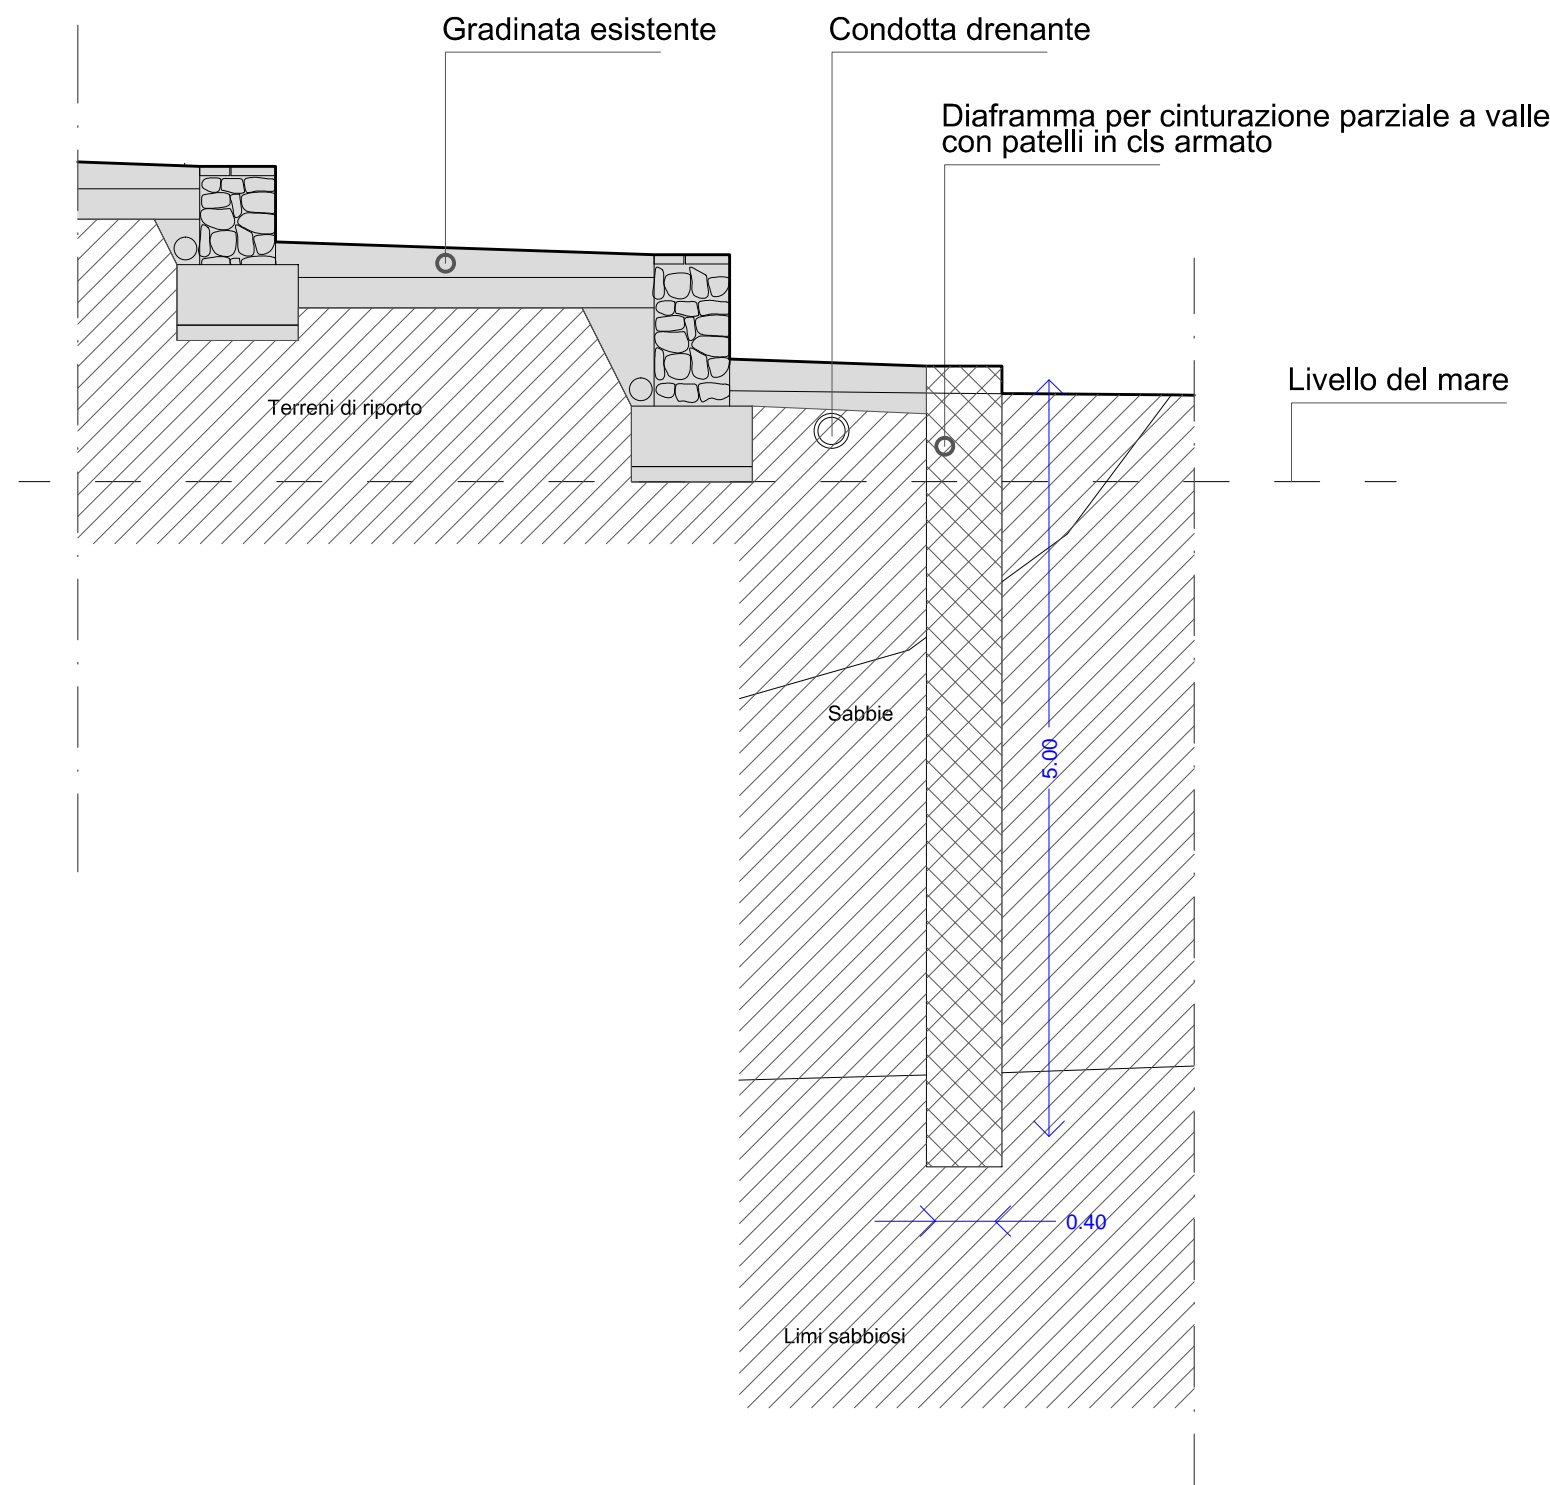 Gradinata esistente
Condotta drenante
Diaframma per cinturazione parziale a valle
con patelli in cls armato
Livello del mare
Terreni di riporto
Sabbie
5.00
0.40
Limi sabbiosi